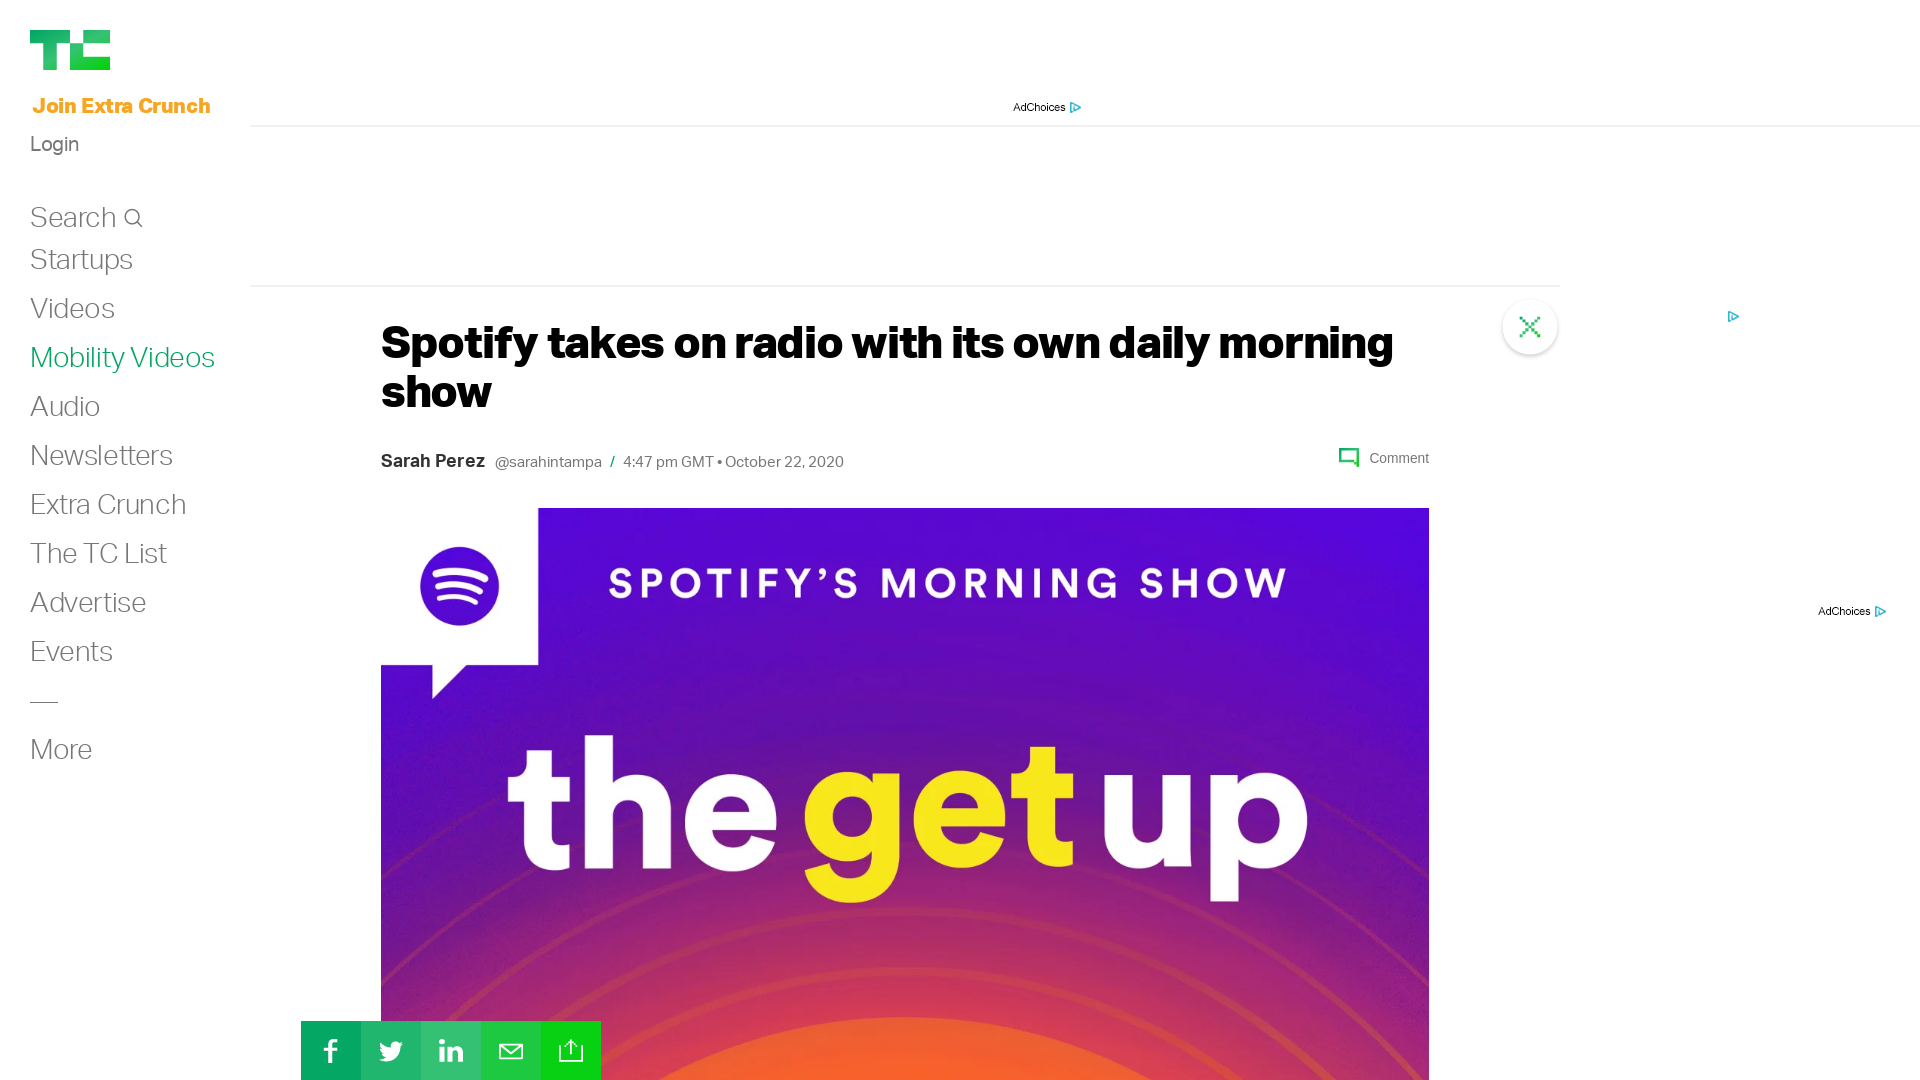 TC
Join Extra Crunch
Login
Search
Startups
Videos
Mobility Videos
Audio
Newsletters
Extra Crunch
The TC List
Advertise
Events
More
AdChoices
Spotify takes on radio with its own daily morning
show
Sarah Perez @sarahintampa / 4:47 pm GMT • October 22, 2020
Comment
SPOTIFY’S MORNING SHOW
the get up
AdChoices